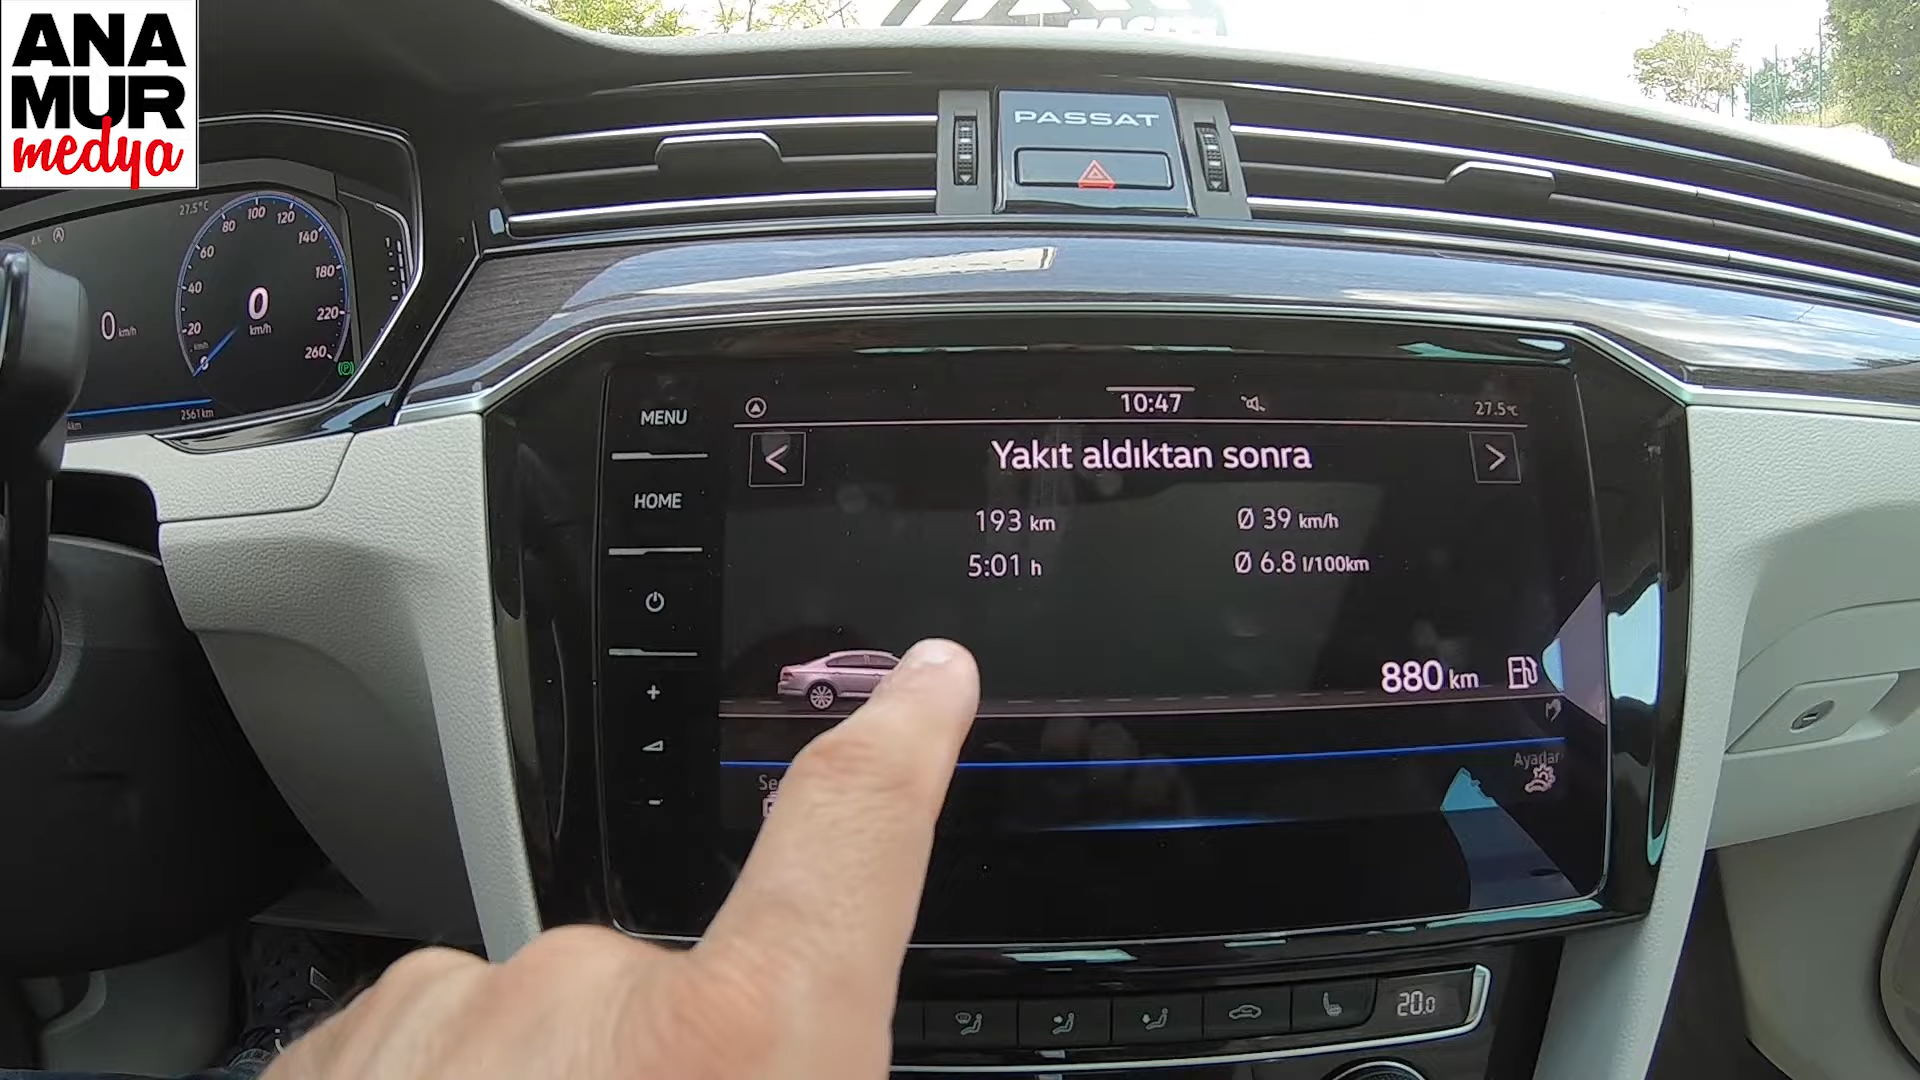 ANA
MUR
medya
PASSAT
27.5°C
0 km/h
0
20
40
60
80
100
120
140
180
220
260
0
km/h
2561 km
MENU
HOME
10:47
27.5°C
Yakıt aldıktan sonra
193 km
Ø 39 km/h
5:01 h
Ø 6.8 l/100km
880 km
Se
Ayarlar
20.0